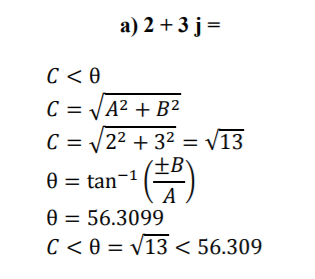 a) 2 + 3 j =
C < θ
C = √A² + B²
C = √2² + 3² = √13
θ = tan⁻¹ (±B/A)
θ = 56.3099
C < θ = √13 < 56.309